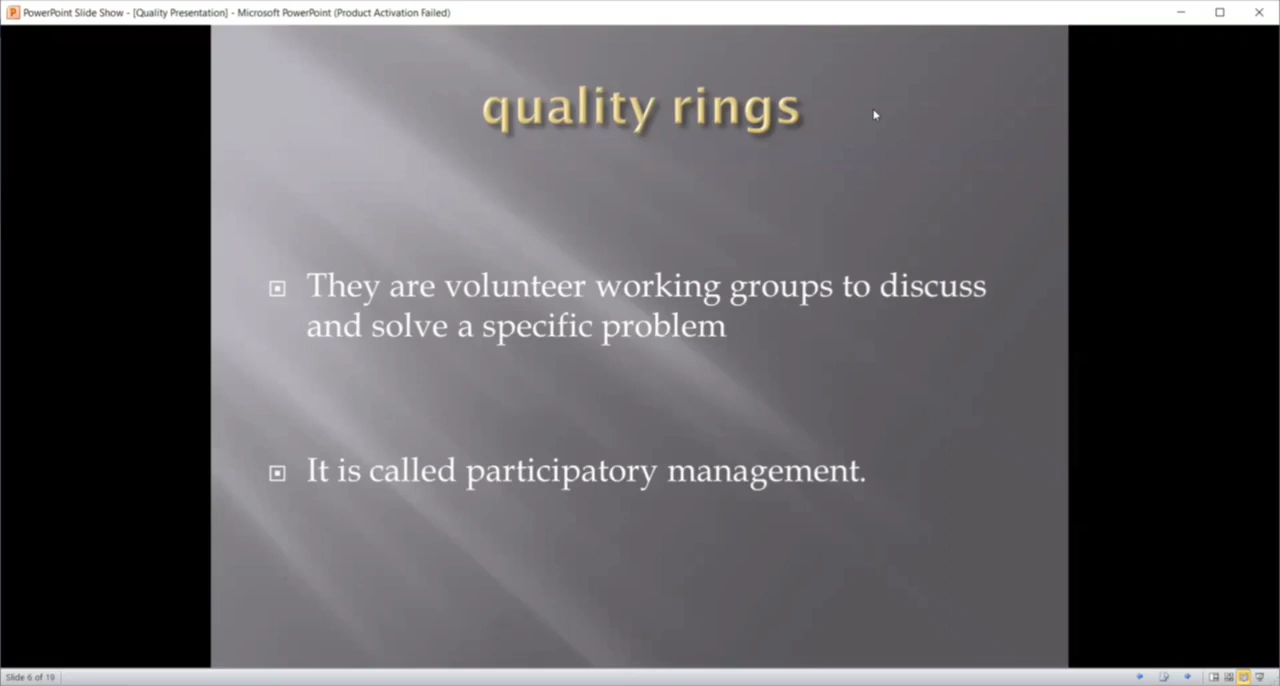 PowerPoint Slide Show - [Quality Presentation] - Microsoft PowerPoint (Product Activation Failed)
quality rings
They are volunteer working groups to discuss
and solve a specific problem
It is called participatory management.
Slide 6 of 19